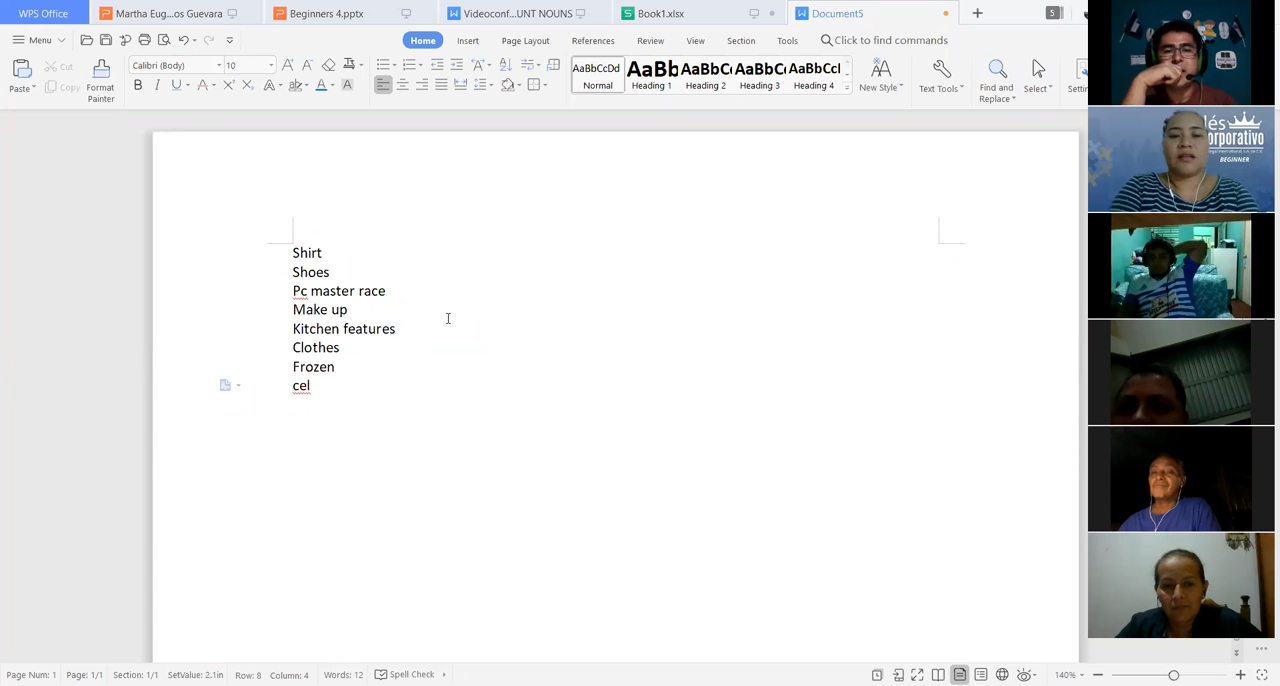 WPS Office
Martha Eug...os Guevara
Beginners 4.pptx
Videoconf...UNT NOUNS
Book1.xlsx
Document5
5
Menu
Home
Insert
Page Layout
References
Review
View
Section
Tools
Click to find commands
Paste
Cut
Copy
Format Painter
Calibri (Body)
10
AaBbCcDd
Normal
AaBb
Heading 1
AaBbC
Heading 2
AaBbC
Heading 3
AaBbCcI
Heading 4
New Style
Text Tools
Find and Replace
Select
Shirt
Shoes
Pc master race
Make up
Kitchen features
Clothes
Frozen
cel
BEGINNER
Page Num: 1
Page: 1/1
Section: 1/1
SetValue: 2.1in
Row: 8
Column: 4
Words: 12
Spell Check
140%